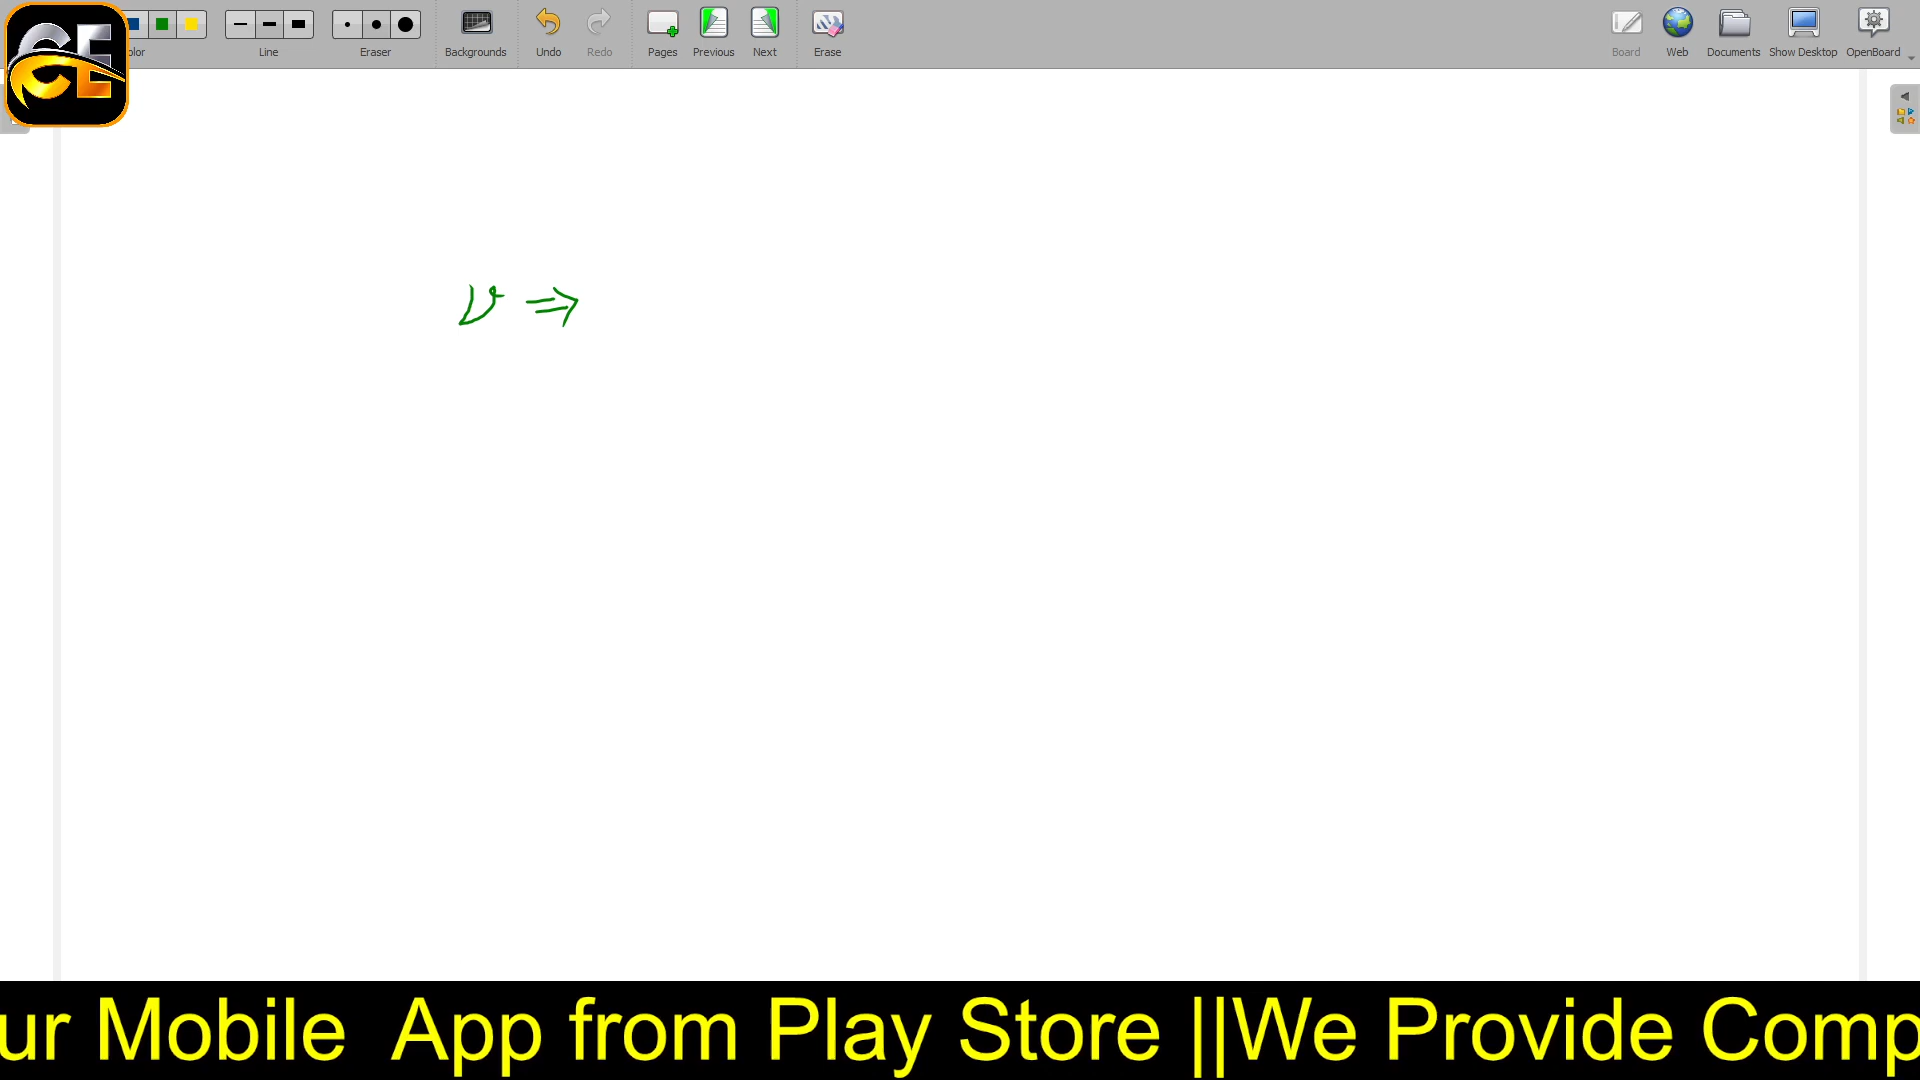 CE
olor Line Eraser Backgrounds Undo Redo Pages Previous Next Erase Board Web Documents Show Desktop OpenBoard
ν ⇒
ur Mobile App from Play Store ||We Provide Comp